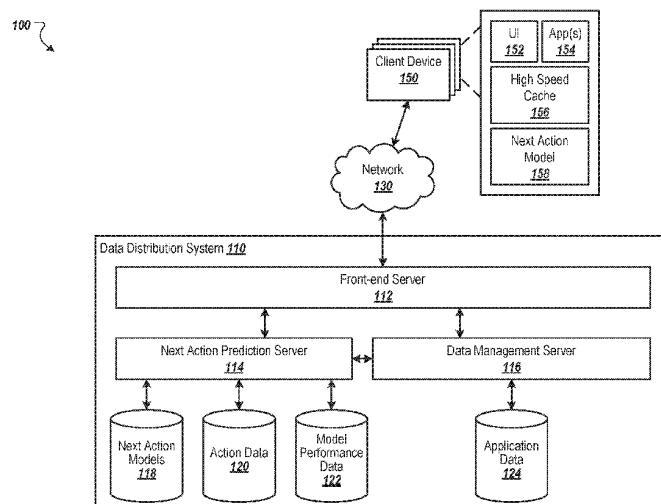 100
UI
152
App(s)
154
Client Device
150
High Speed
Cache
156
Next Action
Model
158
Network
130
Data Distribution System 110
Front-end Server
112
Next Action Prediction Server
114
Data Management Server
116
Next Action
Models
118
Action Data
120
Model
Performance
Data
122
Application
Data
124